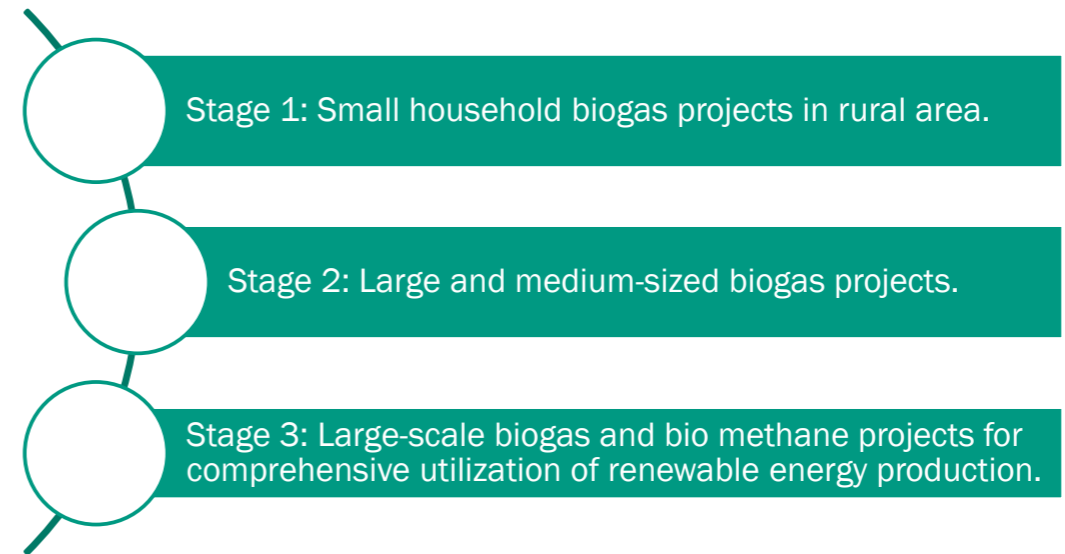 Stage 1: Small household biogas projects in rural area.
Stage 2: Large and medium-sized biogas projects.
Stage 3: Large-scale biogas and bio methane projects for
comprehensive utilization of renewable energy production.